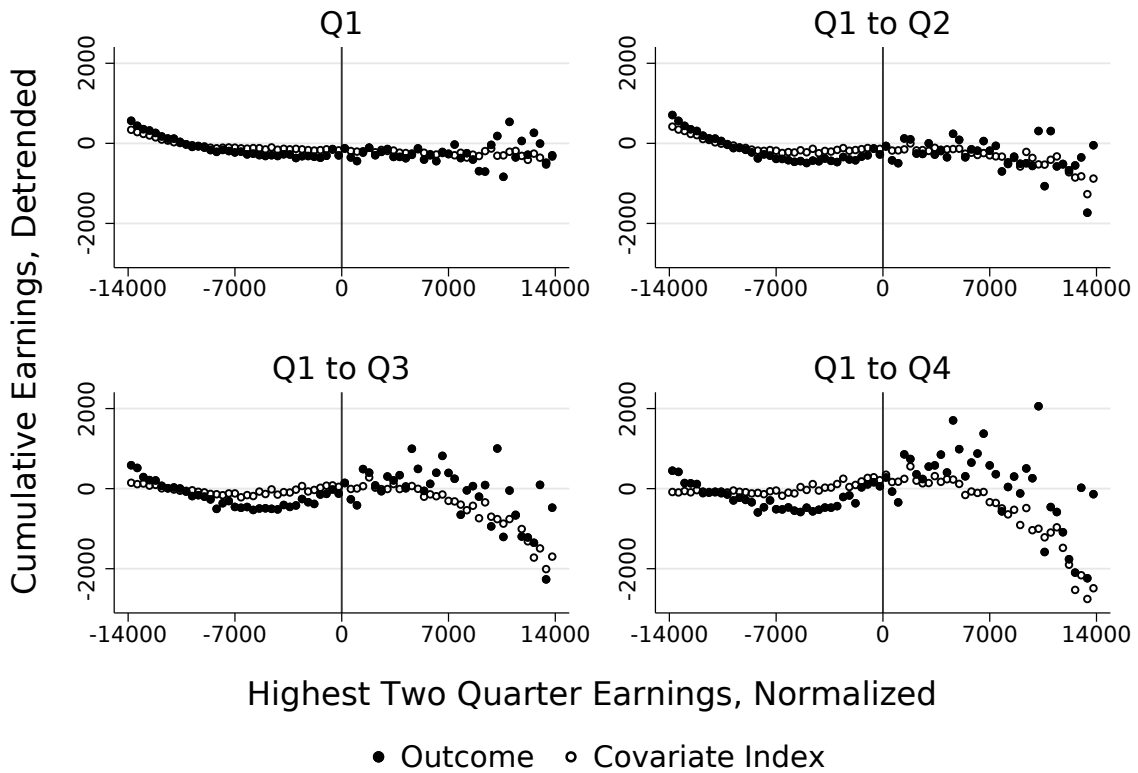 Q1
Q1 to Q2
Cumulative Earnings, Detrended
2000
0
-2000
-14000 -7000 0 7000 14000
2000
0
-2000
-14000 -7000 0 7000 14000
Q1 to Q3
Q1 to Q4
2000
0
-2000
-14000 -7000 0 7000 14000
2000
0
-2000
-14000 -7000 0 7000 14000
Highest Two Quarter Earnings, Normalized
Outcome Covariate Index